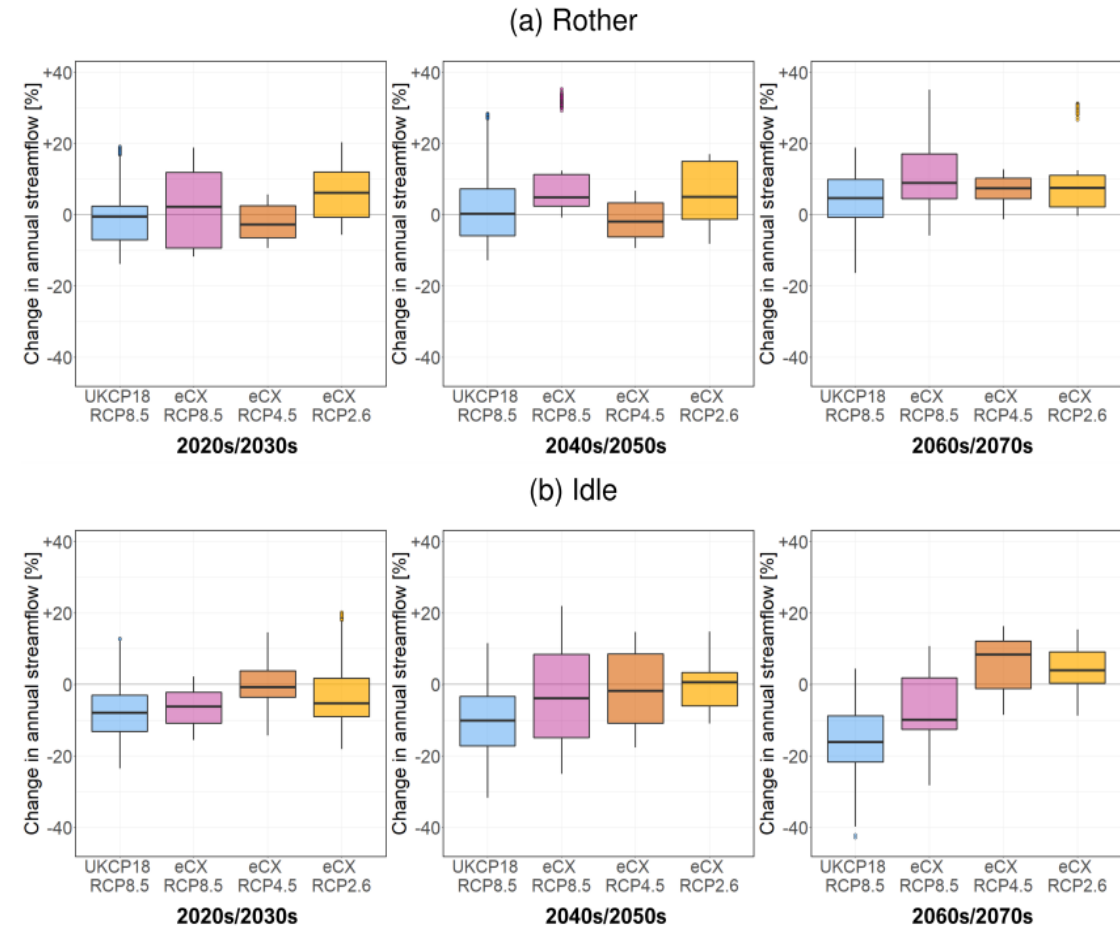 (a) Rother
Change in annual streamflow [%]
+40
+20
0
-20
-40
UKCP18 eCX eCX eCX
RCP8.5 RCP8.5 RCP4.5 RCP2.6
2020s/2030s
Change in annual streamflow [%]
+40
+20
0
-20
-40
UKCP18 eCX eCX eCX
RCP8.5 RCP8.5 RCP4.5 RCP2.6
2040s/2050s
Change in annual streamflow [%]
+40
+20
0
-20
-40
UKCP18 eCX eCX eCX
RCP8.5 RCP8.5 RCP4.5 RCP2.6
2060s/2070s
(b) Idle
Change in annual streamflow [%]
+40
+20
0
-20
-40
UKCP18 eCX eCX eCX
RCP8.5 RCP8.5 RCP4.5 RCP2.6
2020s/2030s
Change in annual streamflow [%]
+40
+20
0
-20
-40
UKCP18 eCX eCX eCX
RCP8.5 RCP8.5 RCP4.5 RCP2.6
2040s/2050s
Change in annual streamflow [%]
+40
+20
0
-20
-40
UKCP18 eCX eCX eCX
RCP8.5 RCP8.5 RCP4.5 RCP2.6
2060s/2070s